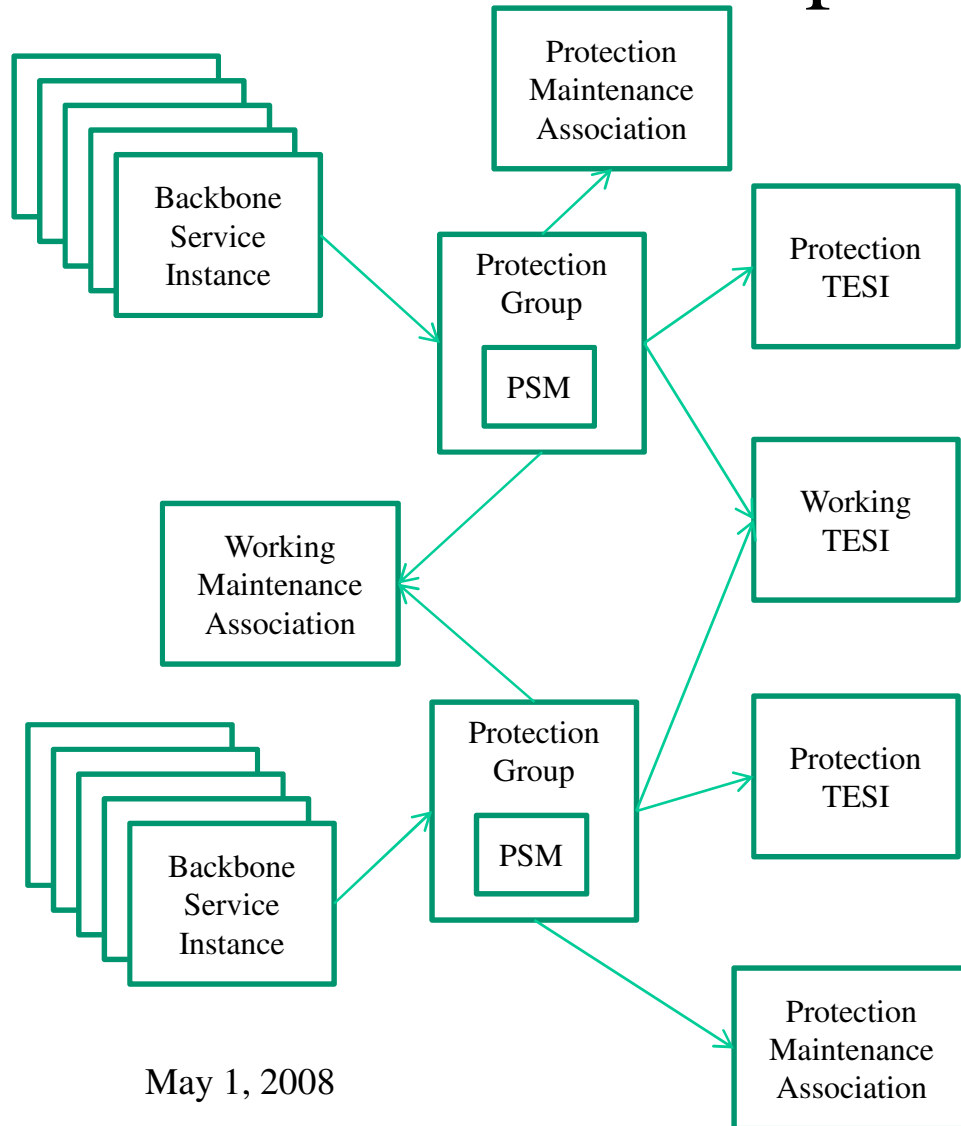 Protection
Maintenance
Association
Backbone
Service
Instance
Protection
Group
PSM
Protection
TESI
Working
TESI
Working
Maintenance
Association
Protection
Group
PSM
Protection
TESI
Backbone
Service
Instance
Protection
Maintenance
Association
May 1, 2008